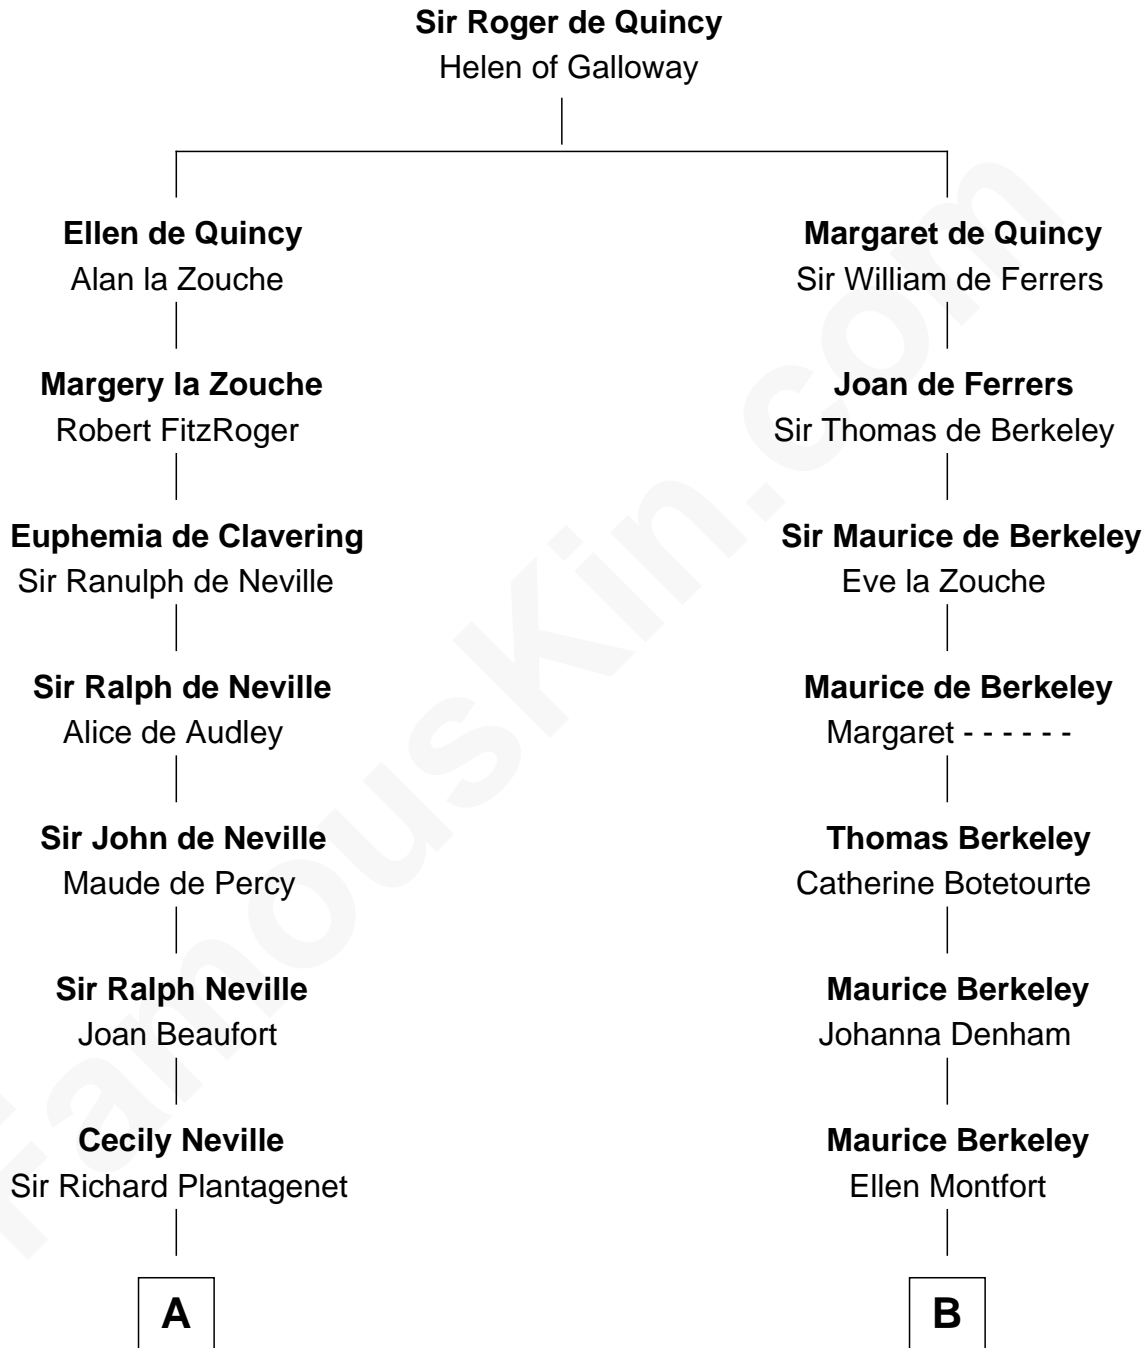 Sir Roger de Quincy
Helen of Galloway
Ellen de Quincy
Alan la Zouche
Margaret de Quincy
Sir William de Ferrers
Margery la Zouche
Robert FitzRoger
Joan de Ferrers
Sir Thomas de Berkeley
Euphemia de Clavering
Sir Ranulph de Neville
Sir Maurice de Berkeley
Eve la Zouche
Sir Ralph de Neville
Alice de Audley
Maurice de Berkeley
Margaret - - - - - -
Sir John de Neville
Maude de Percy
Thomas Berkeley
Catherine Botetourte
Sir Ralph Neville
Joan Beaufort
Maurice Berkeley
Johanna Denham
Cecily Neville
Sir Richard Plantagenet
Maurice Berkeley
Ellen Montfort
A
B
FamousKin.com